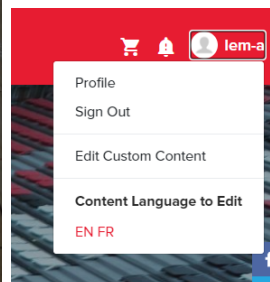 lem-a
Profile
Sign Out
Edit Custom Content
Content Language to Edit
EN FR